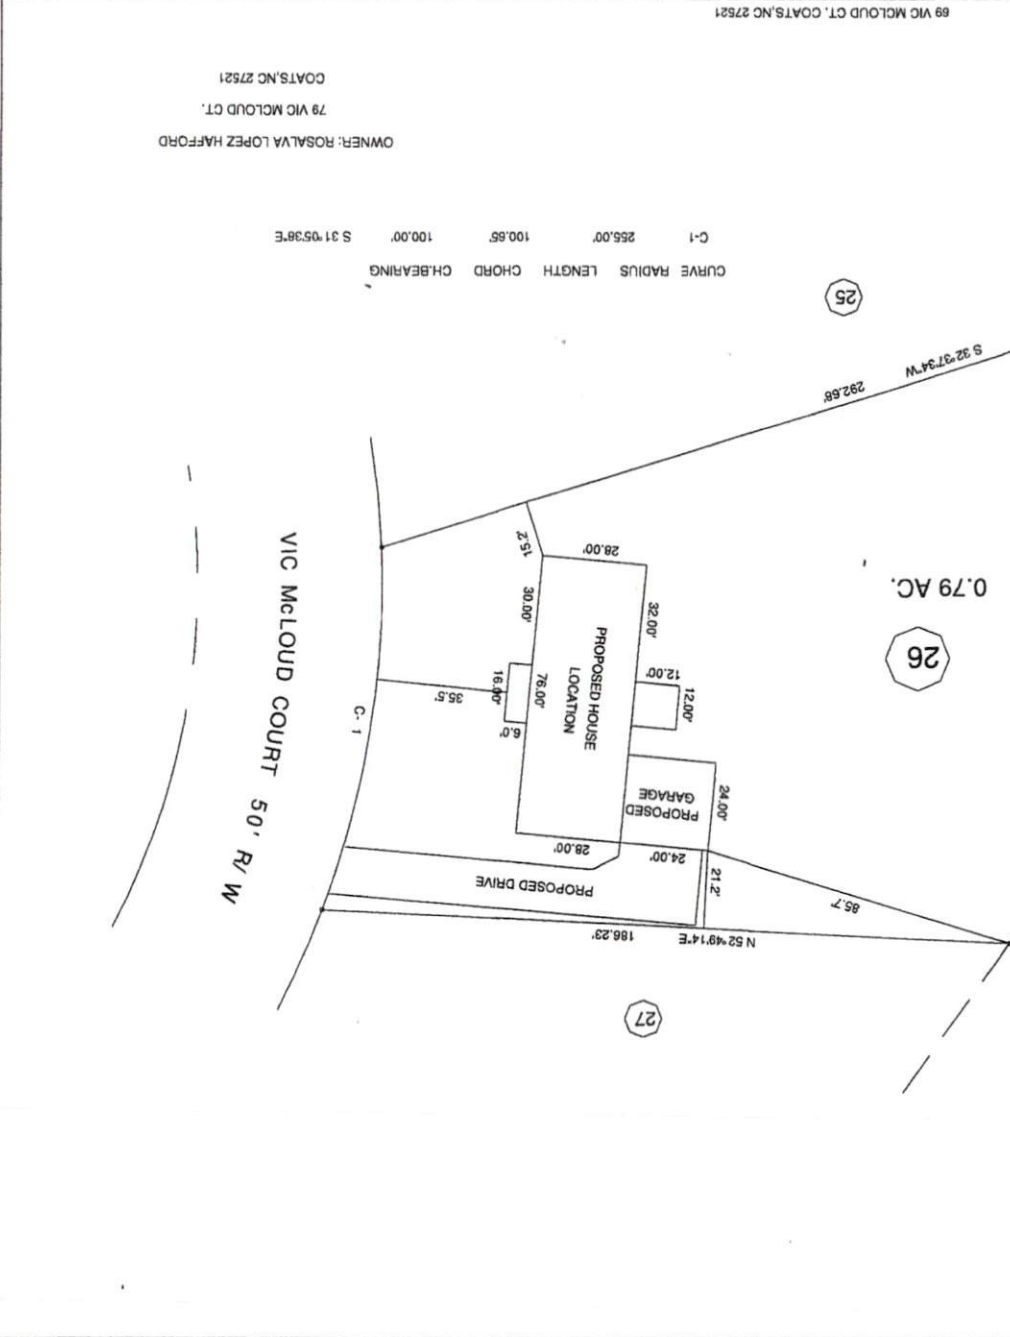 69 VIC MCLOUD CT. COATS,NC 27521
OWNER: ROSALVA LOPEZ HAFFORD
79 VIC MCLOUD CT.
COATS,NC 27521
CURVE RADIUS LENGTH CHORD CH.BEARING
C-1 255.00' 100.65' 100.00' S 31°05'38"E
25
S 32°37'34"W
292.68'
0.79 AC.
26
15.2'
28.00'
30.00'
32.00'
PROPOSED HOUSE
LOCATION
76.00'
16.00'
6.0'
35.5'
12.00'
12.00'
PROPOSED
GARAGE
24.00'
24.00'
28.00'
21.2'
PROPOSED DRIVE
85.7'
N 52°49'14"E
186.23'
27
C- 1
VIC McLOUD COURT 50' R/W